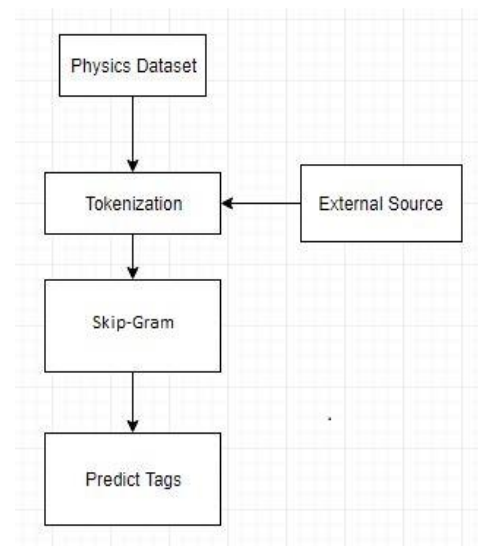 Physics Dataset
Tokenization
External Source
Skip-Gram
Predict Tags